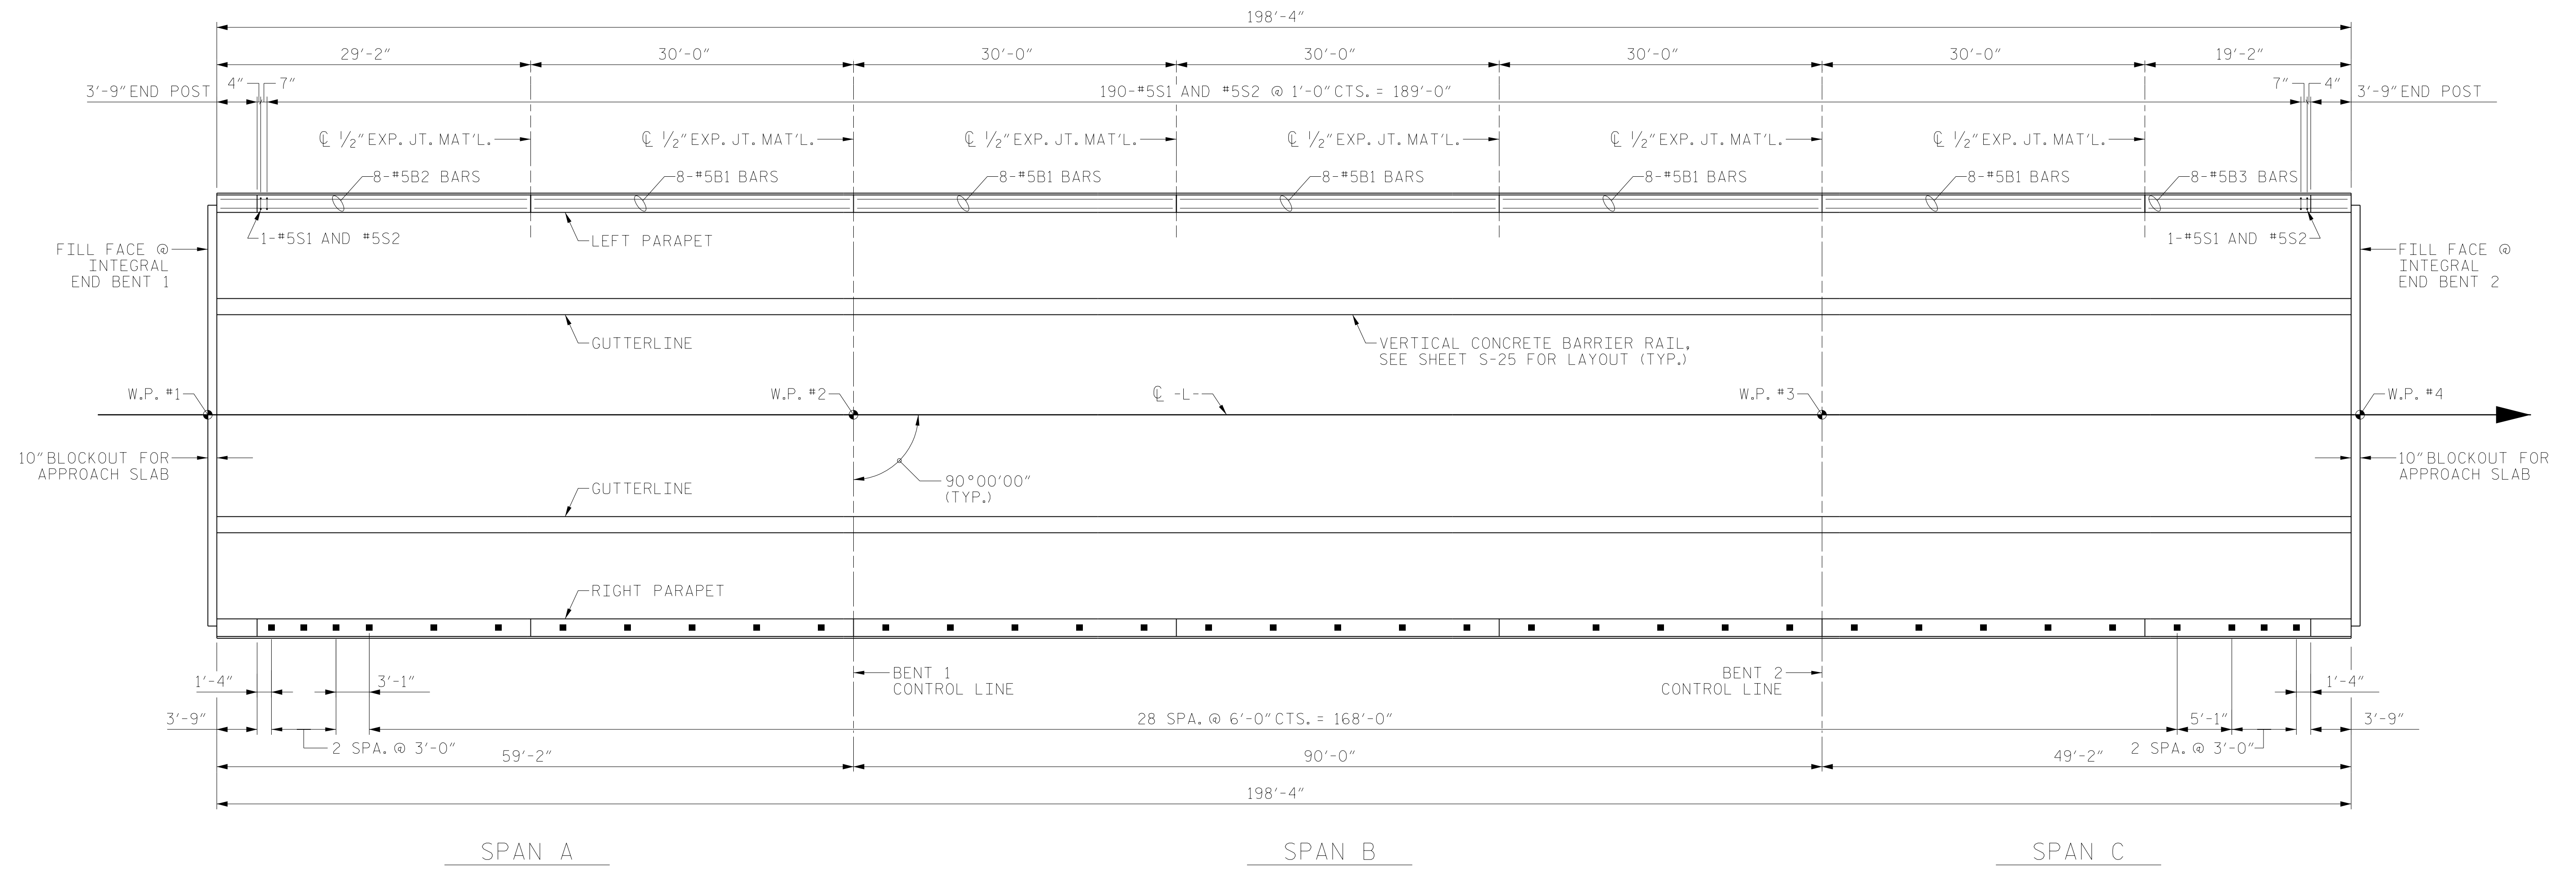 198'-4"
29'-2" 30'-0" 30'-0" 30'-0" 30'-0" 30'-0" 19'-2"
4" 7" 7" 4"
3'-9" END POST 190-#5S1 AND #5S2 @ 1'-0" CTS. = 189'-0" 3'-9" END POST
℄ 1/2" EXP. JT. MAT'L. ℄ 1/2" EXP. JT. MAT'L. ℄ 1/2" EXP. JT. MAT'L. ℄ 1/2" EXP. JT. MAT'L. ℄ 1/2" EXP. JT. MAT'L. ℄ 1/2" EXP. JT. MAT'L.
8-#5B2 BARS 8-#5B1 BARS 8-#5B1 BARS 8-#5B1 BARS 8-#5B1 BARS 8-#5B1 BARS 8-#5B3 BARS
1-#5S1 AND #5S2 LEFT PARAPET 1-#5S1 AND #5S2
FILL FACE @
INTEGRAL
END BENT 1
FILL FACE @
INTEGRAL
END BENT 2
GUTTERLINE
VERTICAL CONCRETE BARRIER RAIL,
SEE SHEET S-25 FOR LAYOUT (TYP.)
W.P. #1 W.P. #2 ℄ -L- W.P. #3 W.P. #4
10" BLOCKOUT FOR
APPROACH SLAB
10" BLOCKOUT FOR
APPROACH SLAB
90°00'00"
(TYP.)
GUTTERLINE
RIGHT PARAPET
BENT 1
CONTROL LINE
BENT 2
CONTROL LINE
1'-4" 3'-1" 1'-4"
3'-9" 28 SPA. @ 6'-0" CTS. = 168'-0" 5'-1" 3'-9"
2 SPA. @ 3'-0" 2 SPA. @ 3'-0"
59'-2" 90'-0" 49'-2"
198'-4"
SPAN A SPAN B SPAN C